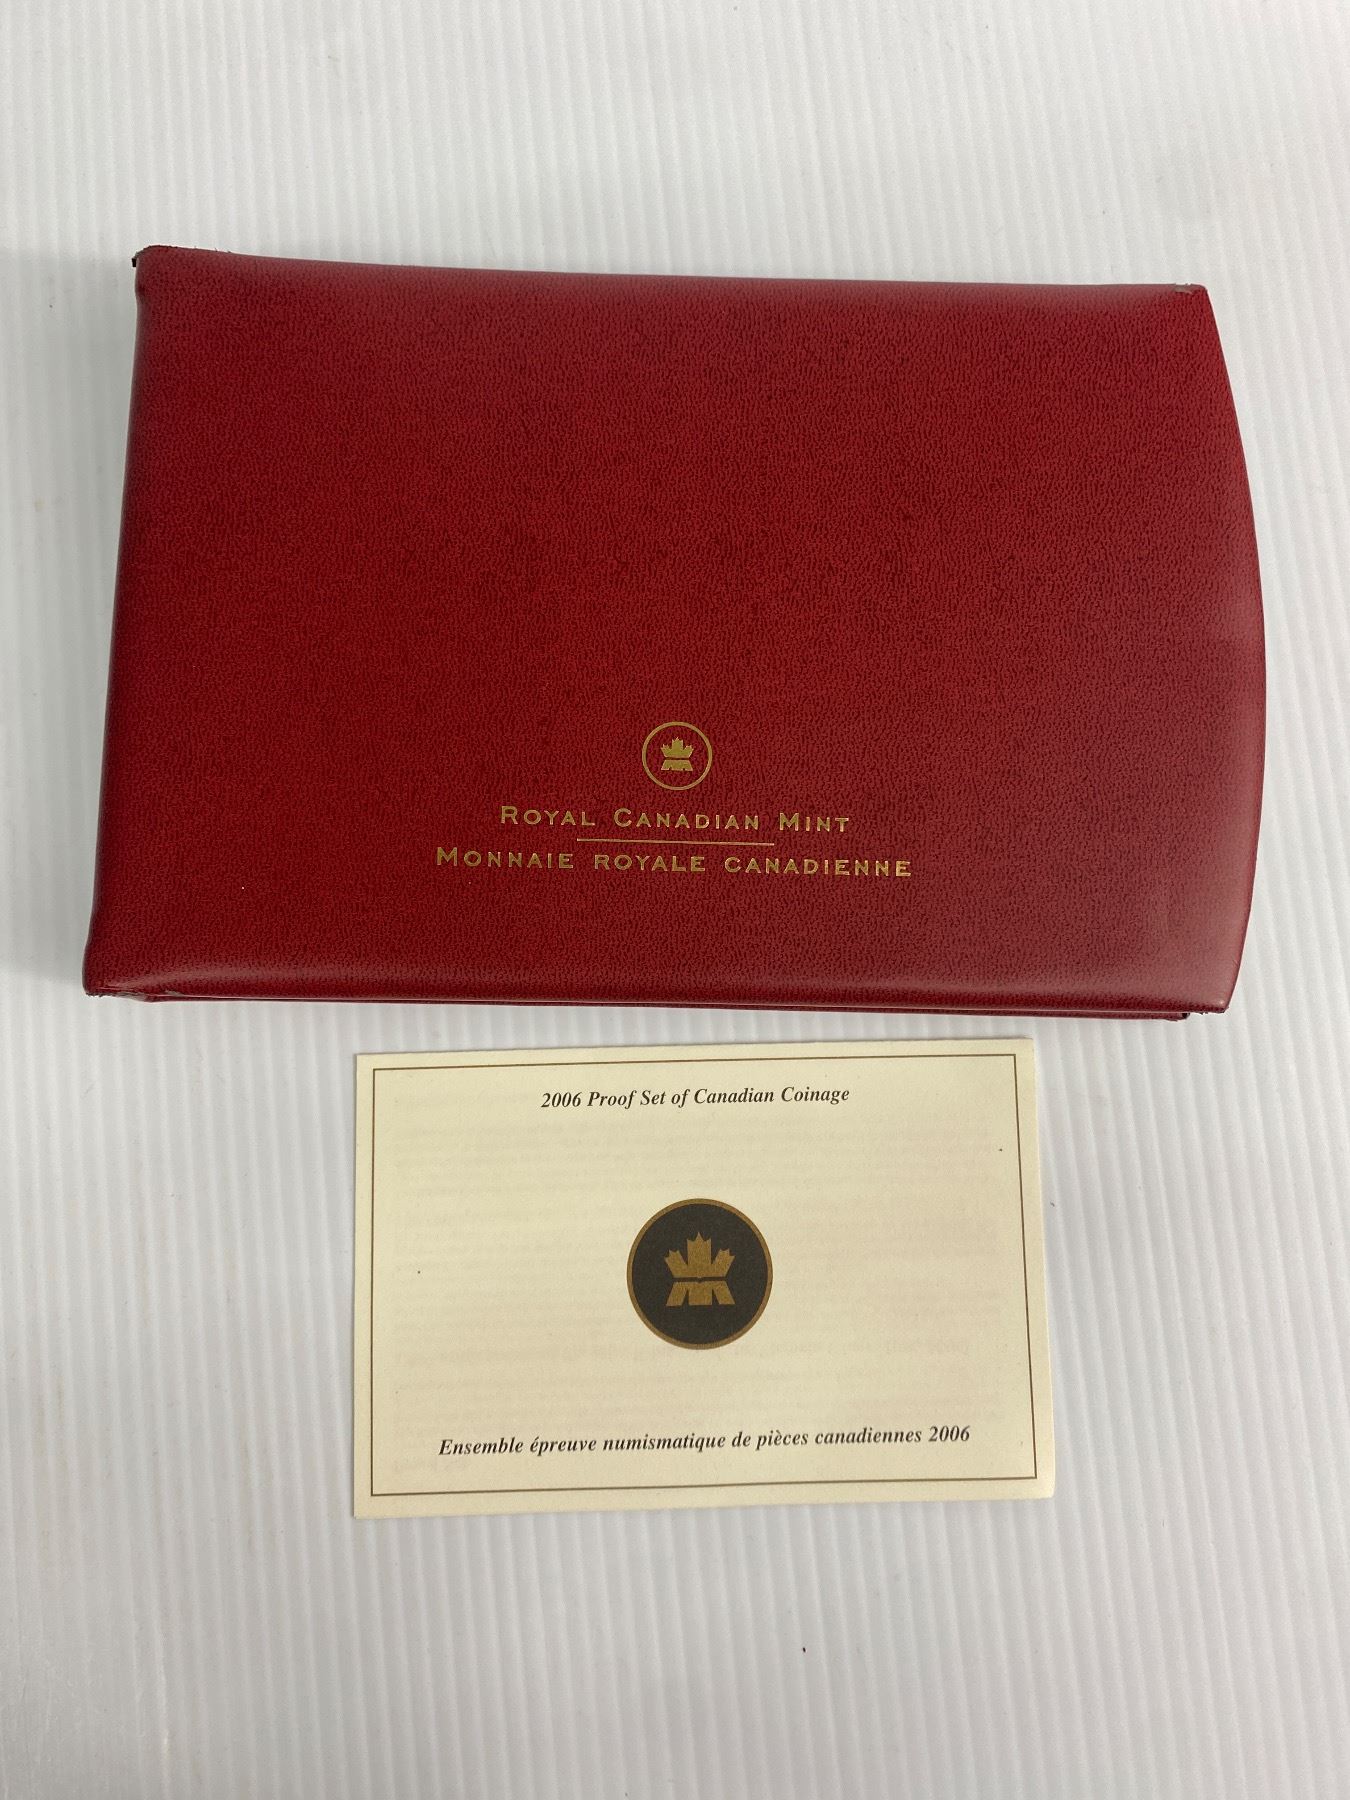 ROYAL CANADIAN MINT
MONNAIE ROYALE CANADIENNE
2006 Proof Set of Canadian Coinage
Ensemble épreuve numismatique de pièces canadiennes 2006